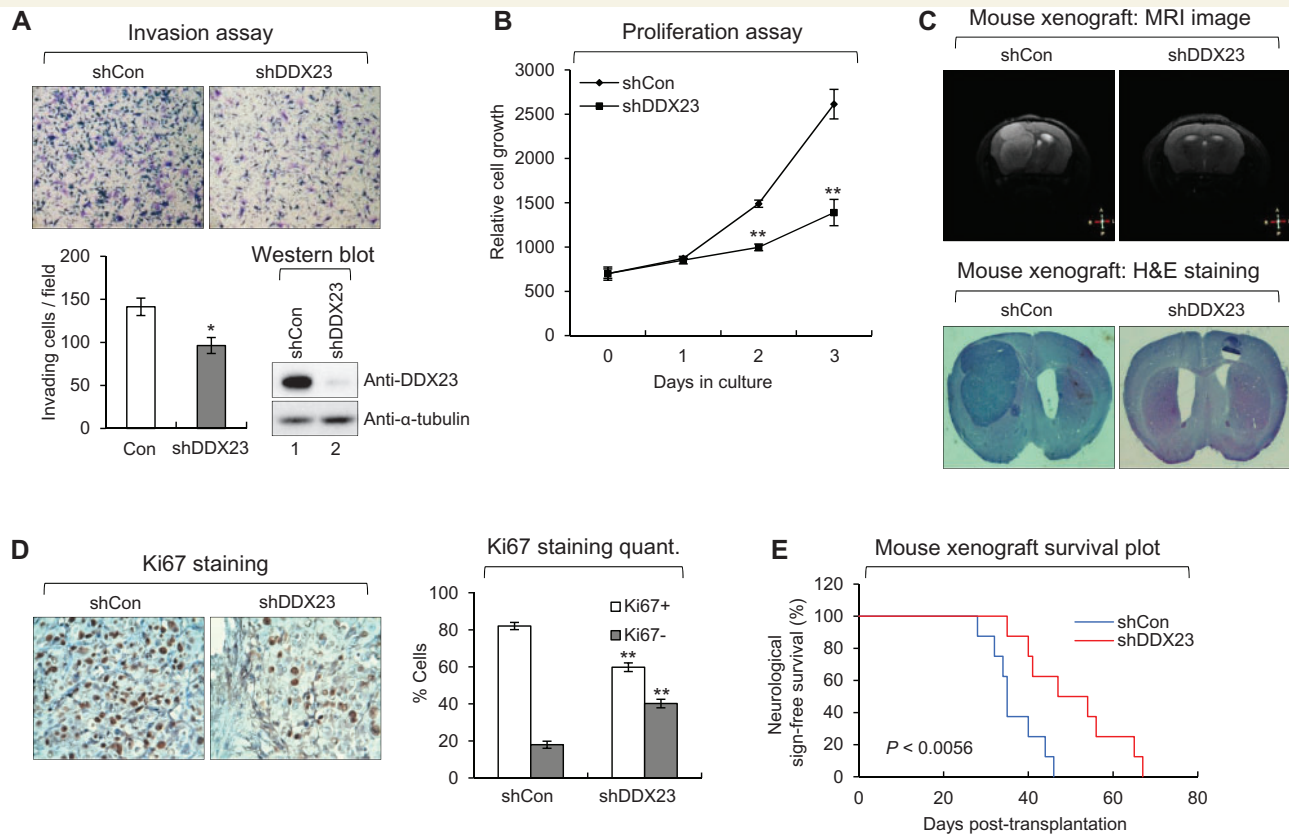 A
Invasion assay
shCon
shDDX23
200
150
100
50
0
Invading cells / field
*
Con
shDDX23
Western blot
shCon
shDDX23
Anti-DDX23
Anti-α-tubulin
1
2
B
Proliferation assay
3000
2500
2000
1500
1000
500
0
Relative cell growth
shCon
shDDX23
**
**
0
1
2
3
Days in culture
C
Mouse xenograft: MRI image
shCon
shDDX23
Mouse xenograft: H&E staining
shCon
shDDX23
D
Ki67 staining
shCon
shDDX23
Ki67 staining quant.
100
80
60
40
20
0
% Cells
Ki67+
Ki67-
**
**
shCon
shDDX23
E
Mouse xenograft survival plot
120
100
80
60
40
20
0
Neurological
sign-free survival (%)
shCon
shDDX23
P < 0.0056
0
20
40
60
80
Days post-transplantation